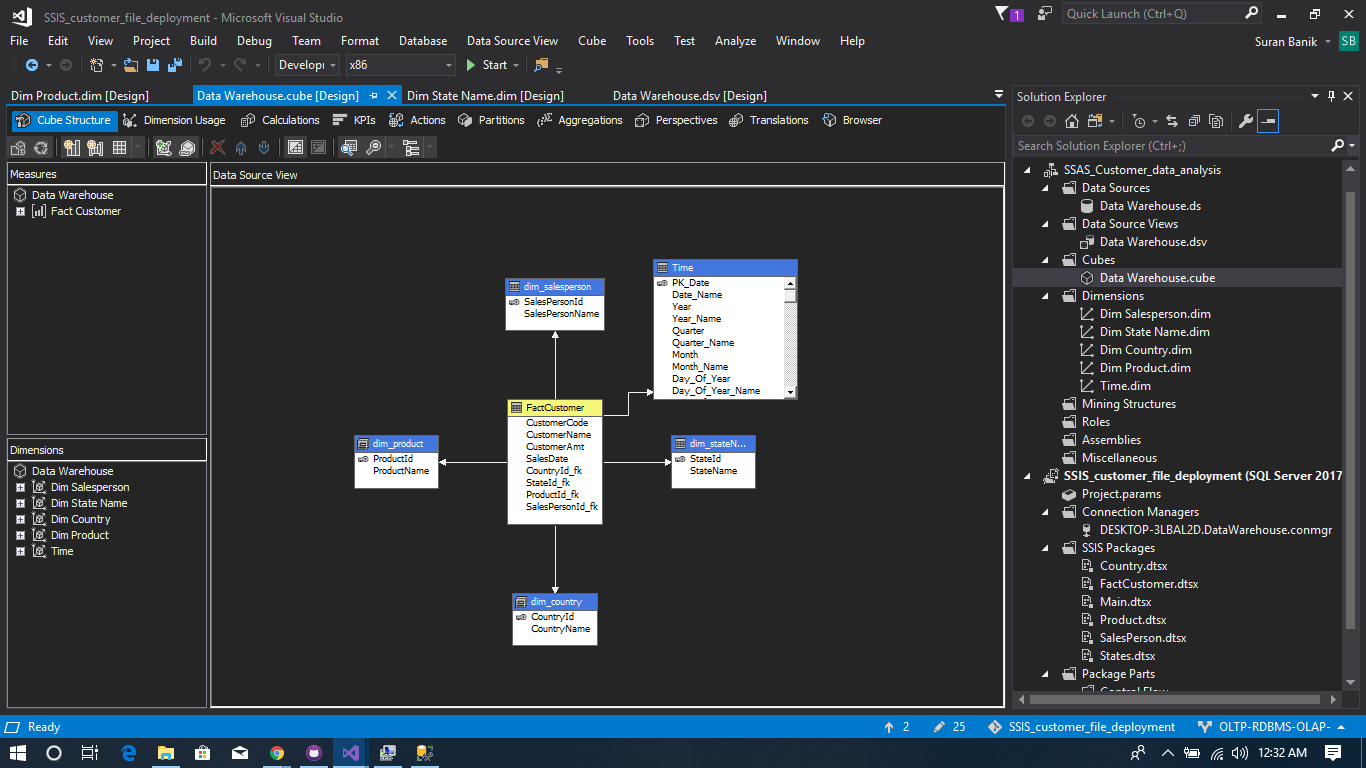 SSIS_customer_file_deployment - Microsoft Visual Studio
1
Quick Launch (Ctrl+Q)
File Edit View Project Build Debug Team Format Database Data Source View Cube Tools Test Analyze Window Help
Suran Banik SB
Developi x86 Start
Dim Product.dim [Design] Data Warehouse.cube [Design] Dim State Name.dim [Design] Data Warehouse.dsv [Design]
Cube Structure Dimension Usage Calculations KPIs Actions Partitions Aggregations Perspectives Translations Browser
Measures
Data Warehouse
Fact Customer
Dimensions
Data Warehouse
Dim Salesperson
Dim State Name
Dim Country
Dim Product
Time
Data Source View
dim_salesperson
SalesPersonId
SalesPersonName
Time
PK_Date
Date_Name
Year
Year_Name
Quarter
Quarter_Name
Month
Month_Name
Day_Of_Year
Day_Of_Year_Name
FactCustomer
CustomerCode
CustomerName
CustomerAmt
SalesDate
CountryId_fk
StateId_fk
ProductId_fk
SalesPersonId_fk
dim_product
ProductId
ProductName
dim_stateN...
StateId
StateName
dim_country
CountryId
CountryName
Solution Explorer
Search Solution Explorer (Ctrl+;)
SSAS_Customer_data_analysis
Data Sources
Data Warehouse.ds
Data Source Views
Data Warehouse.dsv
Cubes
Data Warehouse.cube
Dimensions
Dim Salesperson.dim
Dim State Name.dim
Dim Country.dim
Dim Product.dim
Time.dim
Mining Structures
Roles
Assemblies
Miscellaneous
SSIS_customer_file_deployment (SQL Server 2017
Project.params
Connection Managers
DESKTOP-3LBAL2D.DataWarehouse.conmgr
SSIS Packages
Country.dtsx
FactCustomer.dtsx
Main.dtsx
Product.dtsx
SalesPerson.dtsx
States.dtsx
Package Parts
Control Flow
Ready
2 25 SSIS_customer_file_deployment OLTP-RDBMS-OLAP-
12:32 AM